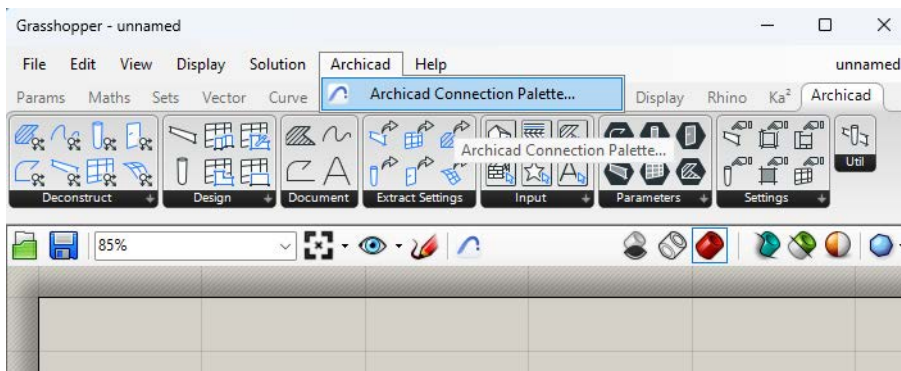 Grasshopper - unnamed
File Edit View Display Solution Archicad Help unnamed
Archicad Connection Palette...
Params Maths Sets Vector Curve Display Rhino Ka² Archicad
Archicad Connection Palette...
Util
Deconstruct Design Document Extract Settings Input Parameters Settings
85%